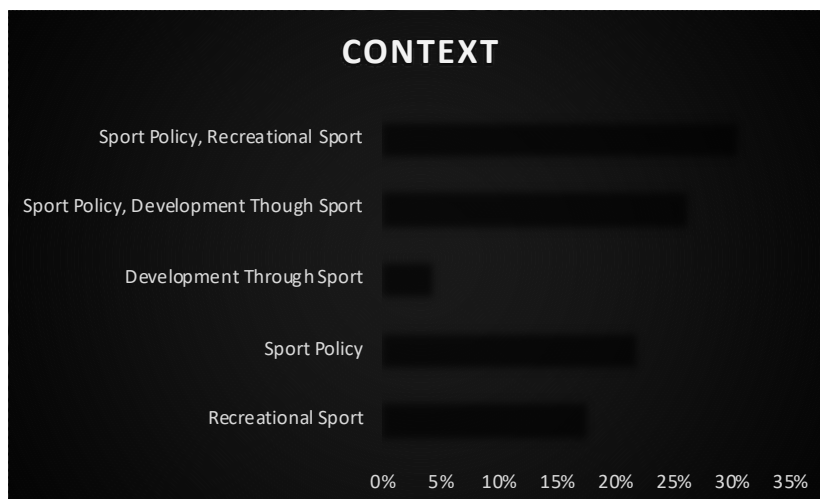 CONTEXT
Sport Policy, Recreational Sport
Sport Policy, Development Though Sport
Development Through Sport
Sport Policy
Recreational Sport
0% 5% 10% 15% 20% 25% 30% 35%